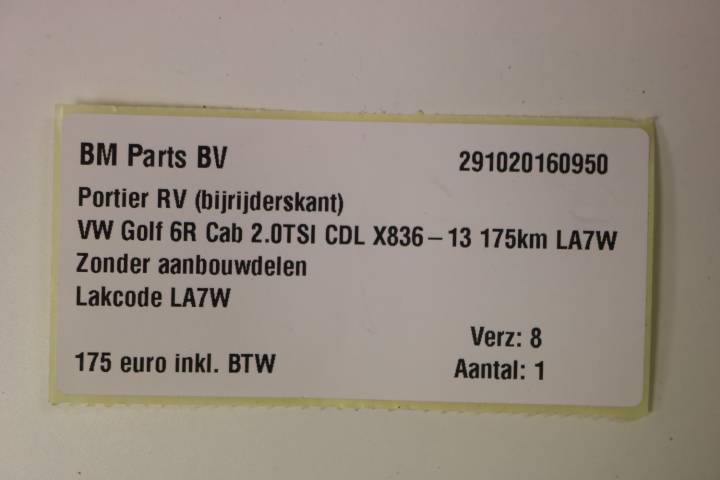 BM Parts BV 291020160950
Portier RV (bijrijderskant)
VW Golf 6R Cab 2.0TSI CDL X836-13 175km LA7W
Zonder aanbouwdelen
Lakcode LA7W
Verz: 8
175 euro inkl. BTW Aantal: 1